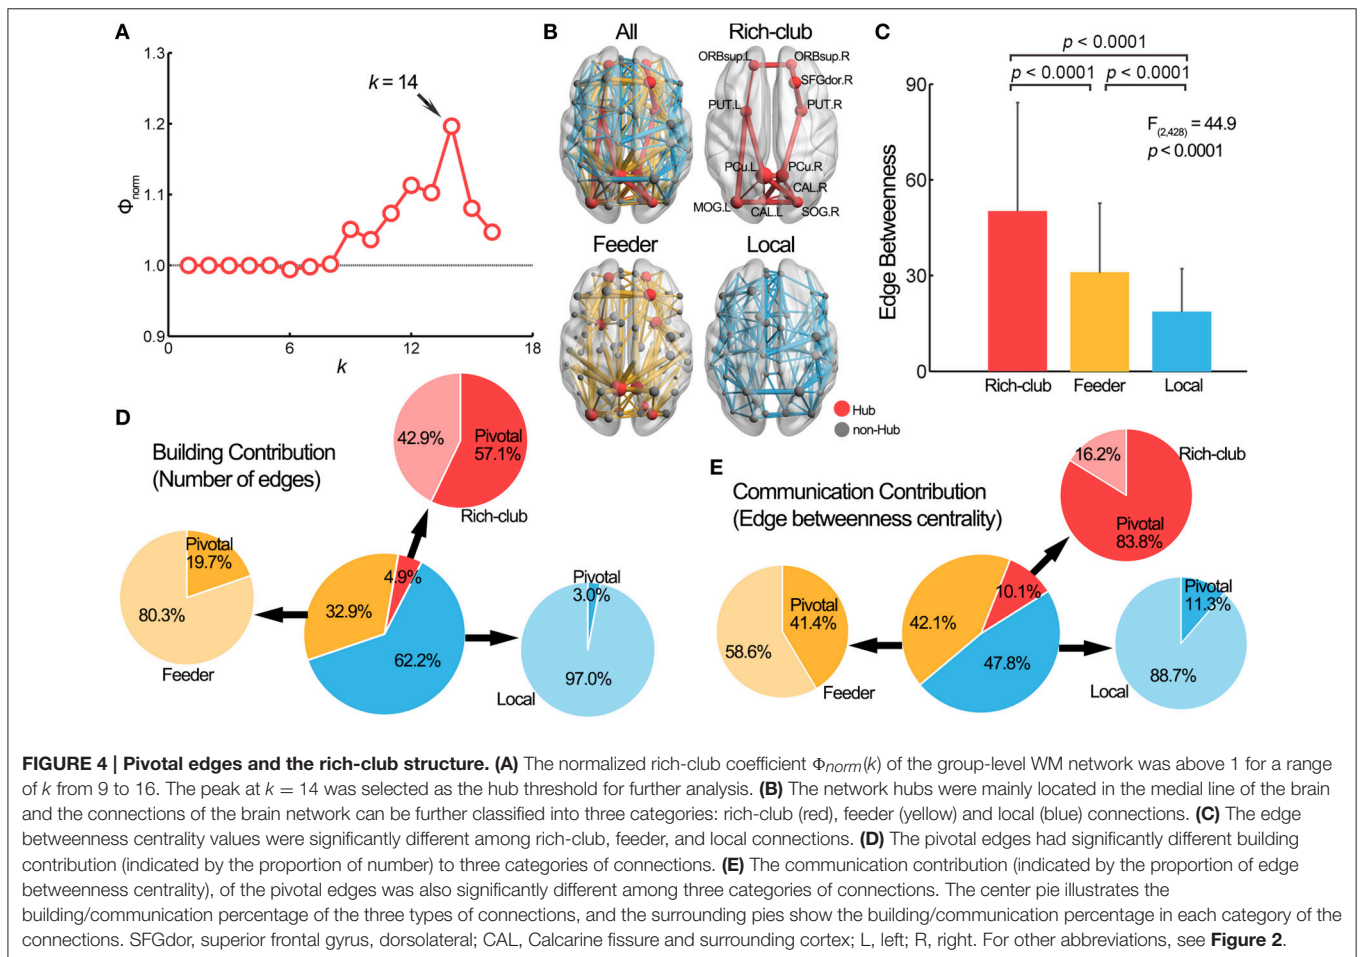 A
1.3
1.2
1.1
1.0
0.9
Φnorm
k = 14
0
6
12
18
k
B
All
Rich-club
ORBsup.L
ORBsup.R
SFGdor.R
PUT.L
PUT.R
PCu.L
PCu.R
CAL.R
MOG.L
CAL.L
SOG.R
Feeder
Local
Hub
non-Hub
C
p < 0.0001
p < 0.0001
p < 0.0001
F(2,428) = 44.9
p < 0.0001
90
60
30
0
Edge Betweenness
Rich-club
Feeder
Local
D
Building Contribution
(Number of edges)
42.9%
Pivotal
57.1%
Rich-club
Pivotal
19.7%
80.3%
Feeder
4.9%
32.9%
62.2%
Pivotal
3.0%
97.0%
Local
E
Communication Contribution
(Edge betweenness centrality)
16.2%
Rich-club
Pivotal
83.8%
Pivotal
41.4%
58.6%
Feeder
10.1%
42.1%
47.8%
Pivotal
11.3%
88.7%
Local
FIGURE 4 | Pivotal edges and the rich-club structure. (A) The normalized rich-club coefficient Φnorm(k) of the group-level WM network was above 1 for a range
of k from 9 to 16. The peak at k = 14 was selected as the hub threshold for further analysis. (B) The network hubs were mainly located in the medial line of the brain
and the connections of the brain network can be further classified into three categories: rich-club (red), feeder (yellow) and local (blue) connections. (C) The edge
betweenness centrality values were significantly different among rich-club, feeder, and local connections. (D) The pivotal edges had significantly different building
contribution (indicated by the proportion of number) to three categories of connections. (E) The communication contribution (indicated by the proportion of edge
betweenness centrality), of the pivotal edges was also significantly different among three categories of connections. The center pie illustrates the
building/communication percentage of the three types of connections, and the surrounding pies show the building/communication percentage in each category of the
connections. SFGdor, superior frontal gyrus, dorsolateral; CAL, Calcarine fissure and surrounding cortex; L, left; R, right. For other abbreviations, see Figure 2.